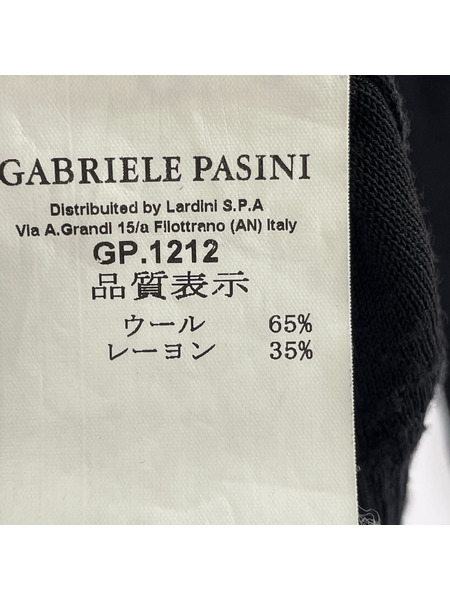 GABRIELE PASINI
Distribuited by Lardini S.P.A
Via A.Grandi 15/a Filottrano (AN) Italy
GP.1212
品質表示
ウール 65%
レーヨン 35%